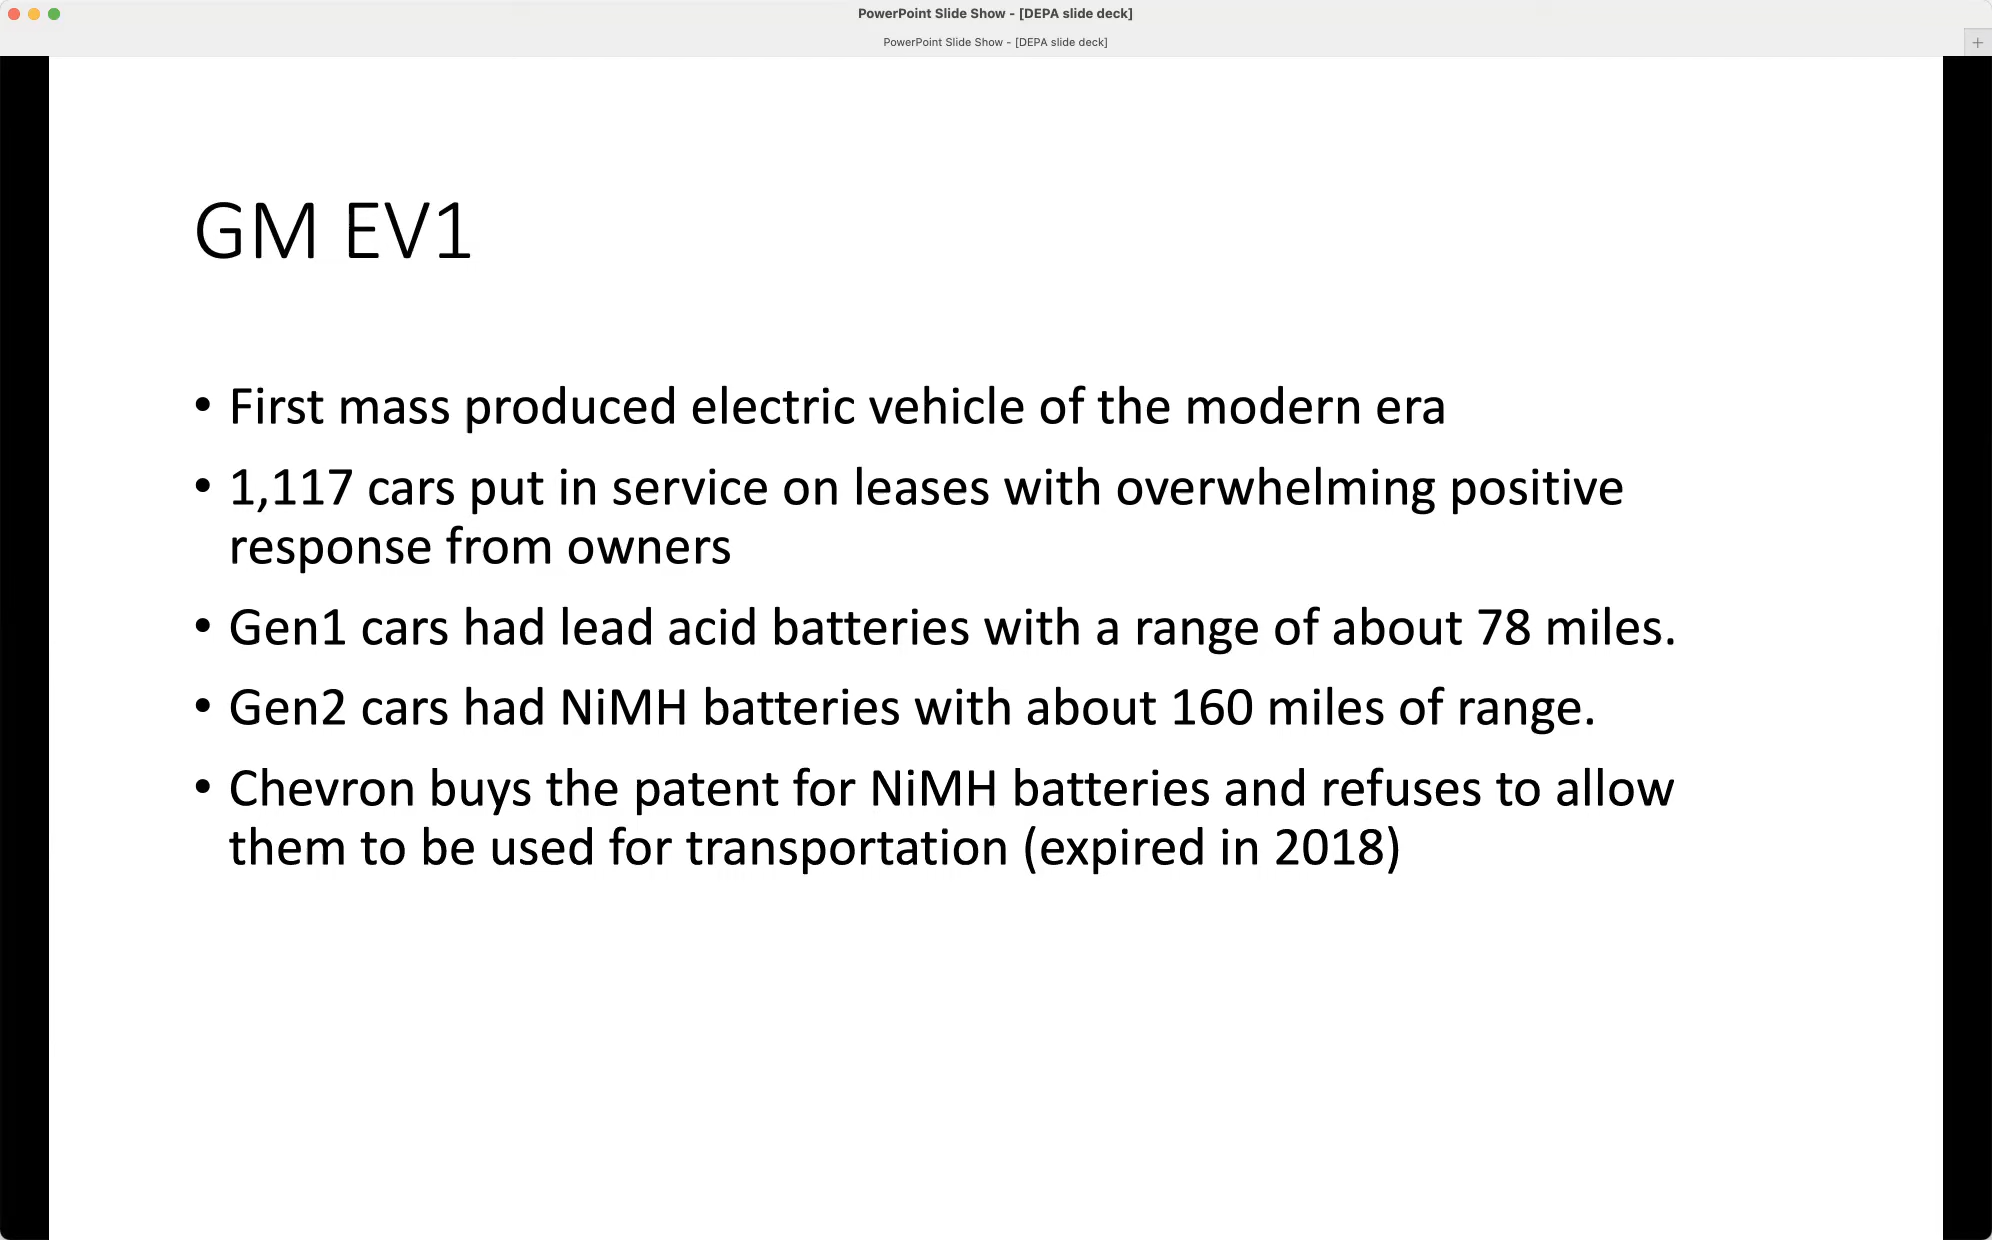 PowerPoint Slide Show - [DEPA slide deck]
PowerPoint Slide Show - [DEPA slide deck]
+
GM EV1
• First mass produced electric vehicle of the modern era
• 1,117 cars put in service on leases with overwhelming positive
response from owners
• Gen1 cars had lead acid batteries with a range of about 78 miles.
• Gen2 cars had NiMH batteries with about 160 miles of range.
• Chevron buys the patent for NiMH batteries and refuses to allow
them to be used for transportation (expired in 2018)